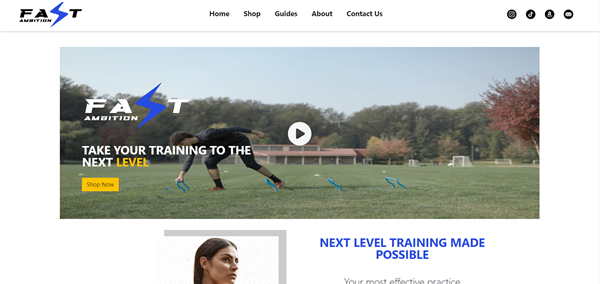 FAST
AMBITION
Home Shop Guides About Contact Us
FAST
AMBITION
TAKE YOUR TRAINING TO THE
NEXT LEVEL
Shop Now
NEXT LEVEL TRAINING MADE
POSSIBLE
Your most effective practice